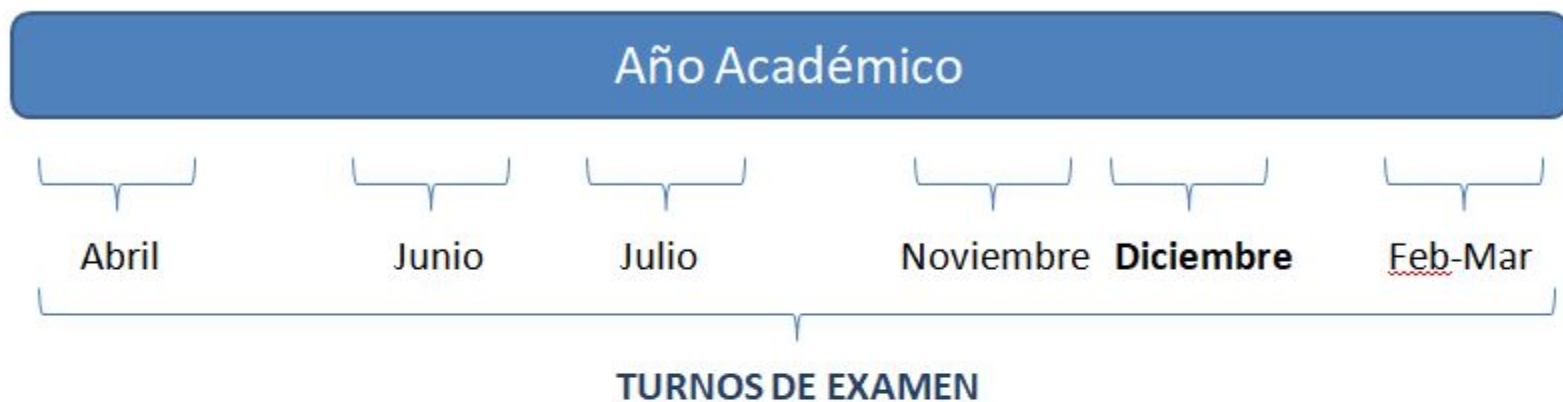 Año Académico
Abril Junio Julio Noviembre Diciembre Feb-Mar
TURNOS DE EXAMEN